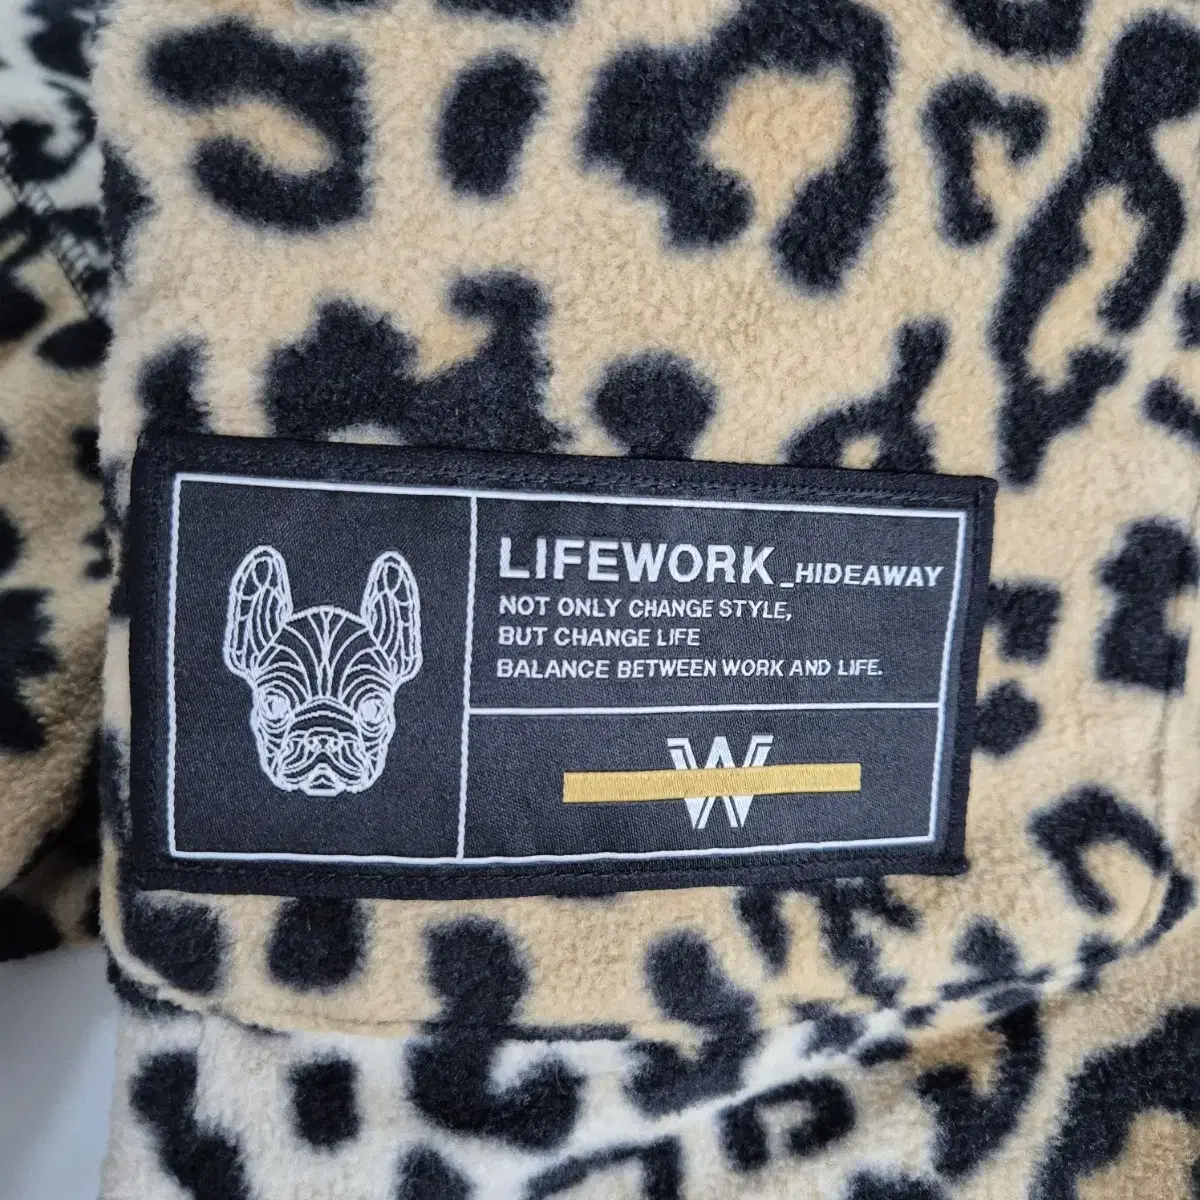 LIFEWORK_HIDEAWAY
NOT ONLY CHANGE STYLE,
BUT CHANGE LIFE
BALANCE BETWEEN WORK AND LIFE.
W